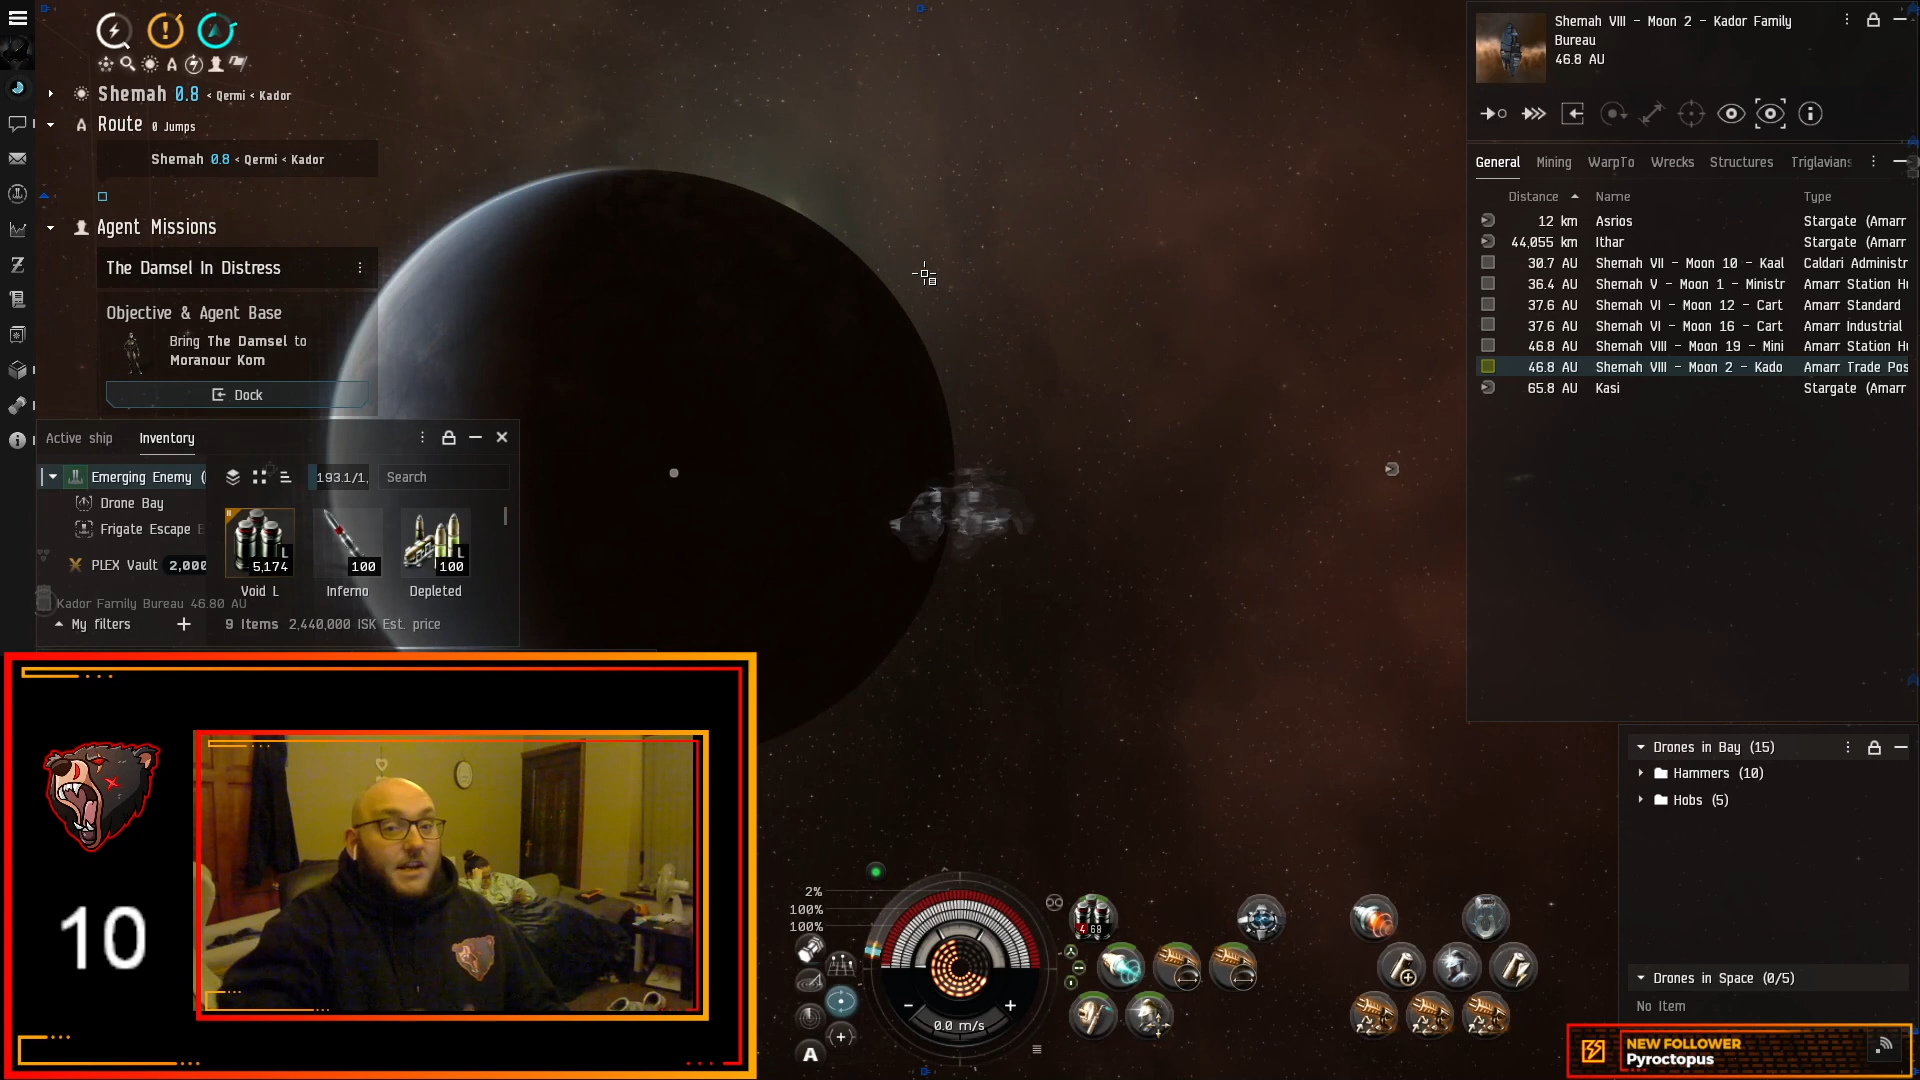 Shemah 0.8 < Qermi < Kador
Route 0 Jumps
Shemah 0.8 < Qermi < Kador
Agent Missions
The Damsel In Distress
Objective & Agent Base
Bring The Damsel to
Moranour Kom
Dock
Active ship
Inventory
Emerging Enemy (
193.1/1,
Search
Drone Bay
Frigate Escape
PLEX Vault 2,000
L
5,174
100
L
100
Void L
Inferno
Depleted
Kador Family Bureau 46.80 AU
My filters
9 Items 2,440,000 ISK Est. price
10
Shemah VIII - Moon 2 - Kador Family
Bureau
46.8 AU
General Mining WarpTo Wrecks Structures Triglavians
Distance Name Type
12 km Asrios Stargate (Amarr
44,055 km Ithar Stargate (Amarr
30.7 AU Shemah VII - Moon 10 - Kaal Caldari Administr
36.4 AU Shemah V - Moon 1 - Ministr Amarr Station Hu
37.6 AU Shemah VI - Moon 12 - Cart Amarr Standard
37.6 AU Shemah VI - Moon 16 - Cart Amarr Industrial
46.8 AU Shemah VIII - Moon 19 - Mini Amarr Station Hu
46.8 AU Shemah VIII - Moon 2 - Kado Amarr Trade Pos
65.8 AU Kasi Stargate (Amarr
Drones in Bay (15)
Hammers (10)
Hobs (5)
Drones in Space (0/5)
No Item
2%
100%
100%
468
0.0 m/s
A
NEW FOLLOWER
Pyroctopus